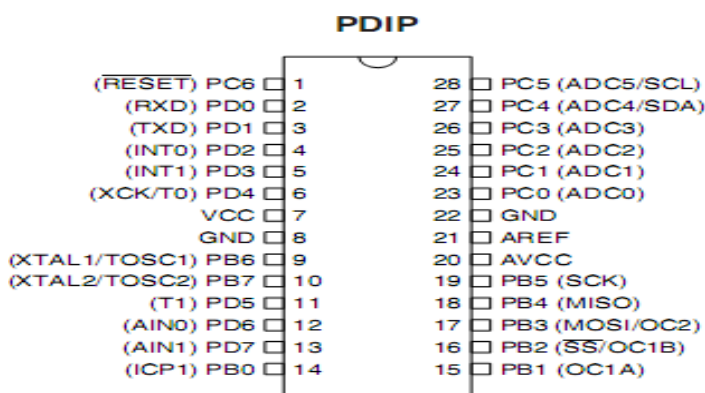 PDIP
(RESET) PC6 1 28 PC5 (ADC5/SCL)
(RXD) PD0 2 27 PC4 (ADC4/SDA)
(TXD) PD1 3 26 PC3 (ADC3)
(INT0) PD2 4 25 PC2 (ADC2)
(INT1) PD3 5 24 PC1 (ADC1)
(XCK/T0) PD4 6 23 PC0 (ADC0)
VCC 7 22 GND
GND 8 21 AREF
(XTAL1/TOSC1) PB6 9 20 AVCC
(XTAL2/TOSC2) PB7 10 19 PB5 (SCK)
(T1) PD5 11 18 PB4 (MISO)
(AIN0) PD6 12 17 PB3 (MOSI/OC2)
(AIN1) PD7 13 16 PB2 (SS/OC1B)
(ICP1) PB0 14 15 PB1 (OC1A)